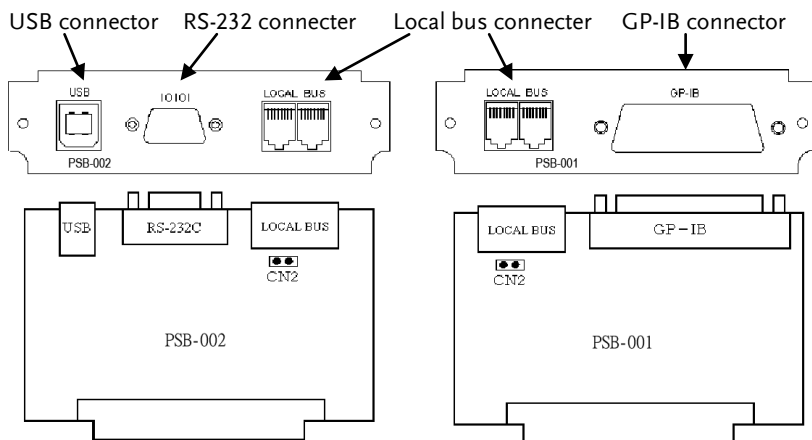 USB connector RS-232 connecter Local bus connecter GP-IB connector
USB IOIOI LOCAL BUS
PSB-002
LOCAL BUS GP-IB
PSB-001
USB RS-232C LOCAL BUS
CN2
PSB-002
LOCAL BUS GP-IB
CN2
PSB-001